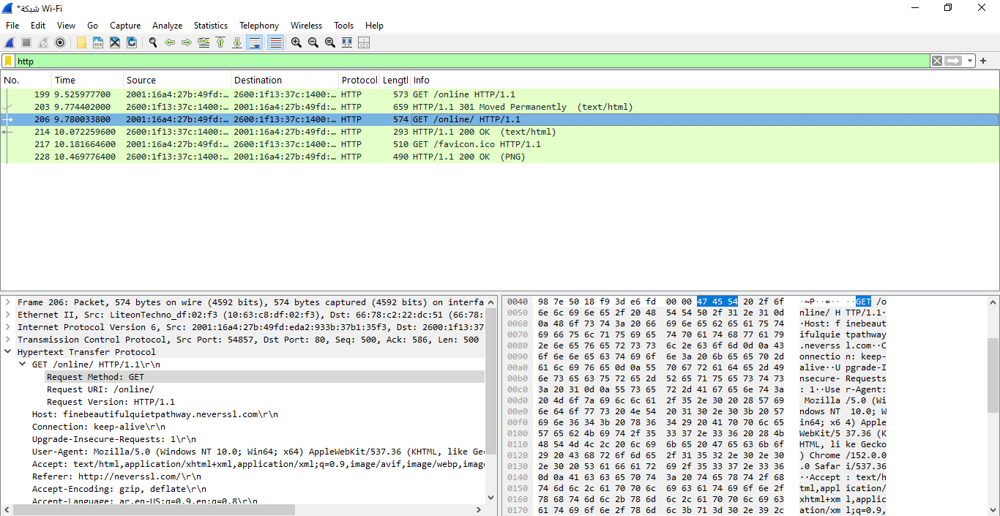 *شبكة Wi-Fi
File Edit View Go Capture Analyze Statistics Telephony Wireless Tools Help
http
No. Time Source Destination Protocol Lengtl Info
199 9.525977700 2001:16a4:27b:49fd:… 2600:1f13:37c:1400:… HTTP 573 GET /online HTTP/1.1
203 9.774402000 2600:1f13:37c:1400:… 2001:16a4:27b:49fd:… HTTP 659 HTTP/1.1 301 Moved Permanently (text/html)
206 9.780033800 2001:16a4:27b:49fd:… 2600:1f13:37c:1400:… HTTP 574 GET /online/ HTTP/1.1
214 10.072259600 2600:1f13:37c:1400:… 2001:16a4:27b:49fd:… HTTP 293 HTTP/1.1 200 OK (text/html)
217 10.181664600 2001:16a4:27b:49fd:… 2600:1f13:37c:1400:… HTTP 510 GET /favicon.ico HTTP/1.1
228 10.469776400 2600:1f13:37c:1400:… 2001:16a4:27b:49fd:… HTTP 490 HTTP/1.1 200 OK (PNG)
Frame 206: Packet, 574 bytes on wire (4592 bits), 574 bytes captured (4592 bits) on interfa
Ethernet II, Src: LiteonTechno_df:02:f3 (10:63:c8:df:02:f3), Dst: 66:78:c2:22:dc:51 (66:78:
Internet Protocol Version 6, Src: 2001:16a4:27b:49fd:eda2:933b:37b1:35f3, Dst: 2600:1f13:37
Transmission Control Protocol, Src Port: 54857, Dst Port: 80, Seq: 500, Ack: 586, Len: 500
Hypertext Transfer Protocol
GET /online/ HTTP/1.1\r\n
Request Method: GET
Request URI: /online/
Request Version: HTTP/1.1
Host: finebeautifulquietpathway.neverssl.com\r\n
Connection: keep-alive\r\n
Upgrade-Insecure-Requests: 1\r\n
User-Agent: Mozilla/5.0 (Windows NT 10.0; Win64; x64) AppleWebKit/537.36 (KHTML, like Gec
Accept: text/html,application/xhtml+xml,application/xml;q=0.9,image/avif,image/webp,image
Referer: http://neverssl.com/\r\n
Accept-Encoding: gzip, deflate\r\n
Accept-Language: ar,en-US;q=0.9,en;q=0.8\r\n
0040 98 7e 50 18 f9 3d e6 fd 00 00 47 45 54 20 2f 6f ·~P··=·· ··GET /o
0050 6e 6c 69 6e 65 2f 20 48 54 54 50 2f 31 2e 31 0d nline/ H TTP/1.1·
0060 0a 48 6f 73 74 3a 20 66 69 6e 65 62 65 61 75 74 ·Host: f inebeaut
0070 69 66 75 6c 71 75 69 65 74 70 61 74 68 77 61 79 ifulquie tpathway
0080 2e 6e 65 76 65 72 73 73 6c 2e 63 6f 6d 0d 0a 43 .neverss l.com··C
0090 6f 6e 6e 65 63 74 69 6f 6e 3a 20 6b 65 65 70 2d onnectio n: keep-
00a0 61 6c 69 76 65 0d 0a 55 70 67 72 61 64 65 2d 49 alive··U pgrade-I
00b0 6e 73 65 63 75 72 65 2d 52 65 71 75 65 73 74 73 nsecure- Requests
00c0 3a 20 31 0d 0a 55 73 65 72 2d 41 67 65 6e 74 3a : 1··Use r-Agent:
00d0 20 4d 6f 7a 69 6c 6c 61 2f 35 2e 30 20 28 57 69 Mozilla /5.0 (Wi
00e0 6e 64 6f 77 73 20 4e 54 20 31 30 2e 30 3b 20 57 ndows NT 10.0; W
00f0 69 6e 36 34 3b 20 78 36 34 29 20 41 70 70 6c 65 in64; x6 4) Apple
0100 57 65 62 4b 69 74 2f 35 33 37 2e 33 36 20 28 4b WebKit/5 37.36 (K
0110 48 54 4d 4c 2c 20 6c 69 6b 65 20 47 65 63 6b 6f HTML, li ke Gecko
0120 29 20 43 68 72 6f 6d 65 2f 31 35 32 2e 30 2e 30 ) Chrome /152.0.0
0130 2e 30 20 53 61 66 61 72 69 2f 35 33 37 2e 33 36 .0 Safar i/537.36
0140 0d 0a 41 63 63 65 70 74 3a 20 74 65 78 74 2f 68 ··Accept : text/h
0150 74 6d 6c 2c 61 70 70 6c 69 63 61 74 69 6f 6e 2f tml,appl ication/
0160 78 68 74 6d 6c 2b 78 6d 6c 2c 61 70 70 6c 69 63 xhtml+xm l,applic
0170 61 74 69 6f 6e 2f 78 6d 6c 3b 71 3d 30 2e 39 2c ation/xm l;q=0.9,